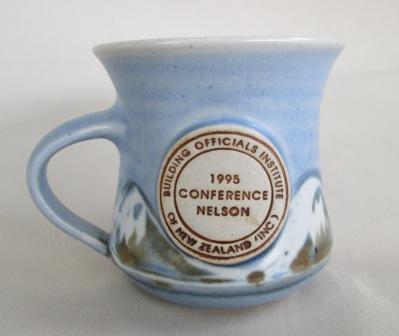 BUILDING OFFICIALS INSTITUTE
1995
CONFERENCE
NELSON
OF NEW ZEALAND (INC)